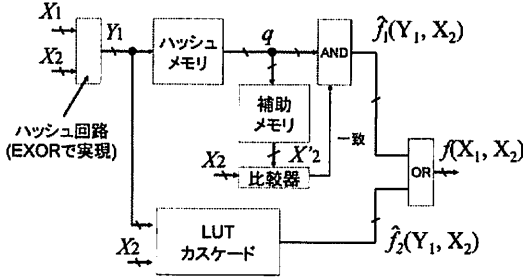 X1
X2
Y1
ハッシュ
メモリ
q
AND
f̂1(Y1, X2)
ハッシュ回路
(EXORで実現)
補助
メモリ
一致
X2
X'2
比較器
OR
f(X1, X2)
X2
LUT
カスケード
f̂2(Y1, X2)